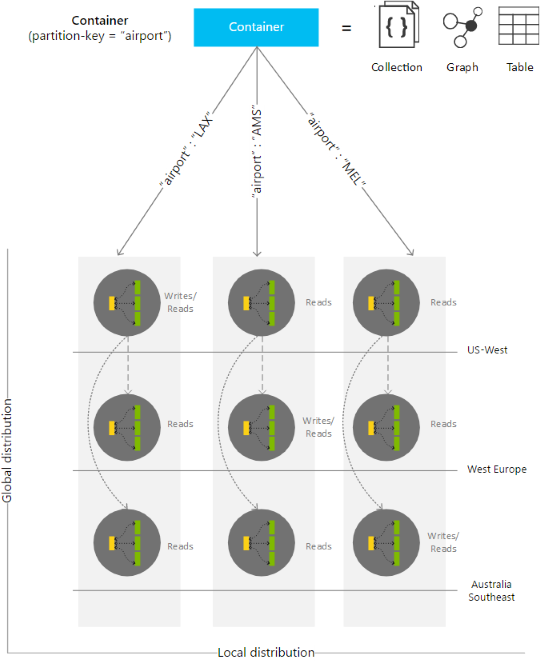 Container
(partition-key = “airport”)
Container
=
{ }
Collection
Graph
Table
“airport” : “LAX”
“airport” : “AMS”
“airport” : “MEL”
Writes/
Reads
Reads
Reads
US-West
Reads
Writes/
Reads
Reads
West Europe
Reads
Reads
Writes/
Reads
Australia
Southeast
Global distribution
Local distribution